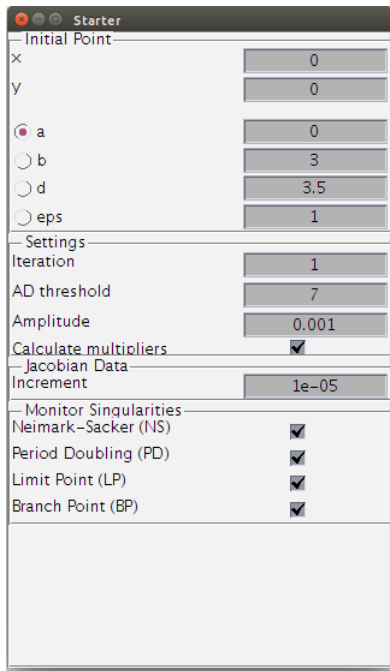 Starter
Initial Point
x 0
y 0
a 0
b 3
d 3.5
eps 1
Settings
Iteration 1
AD threshold 7
Amplitude 0.001
Calculate multipliers
Jacobian Data
Increment 1e-05
Monitor Singularities
Neimark-Sacker (NS)
Period Doubling (PD)
Limit Point (LP)
Branch Point (BP)